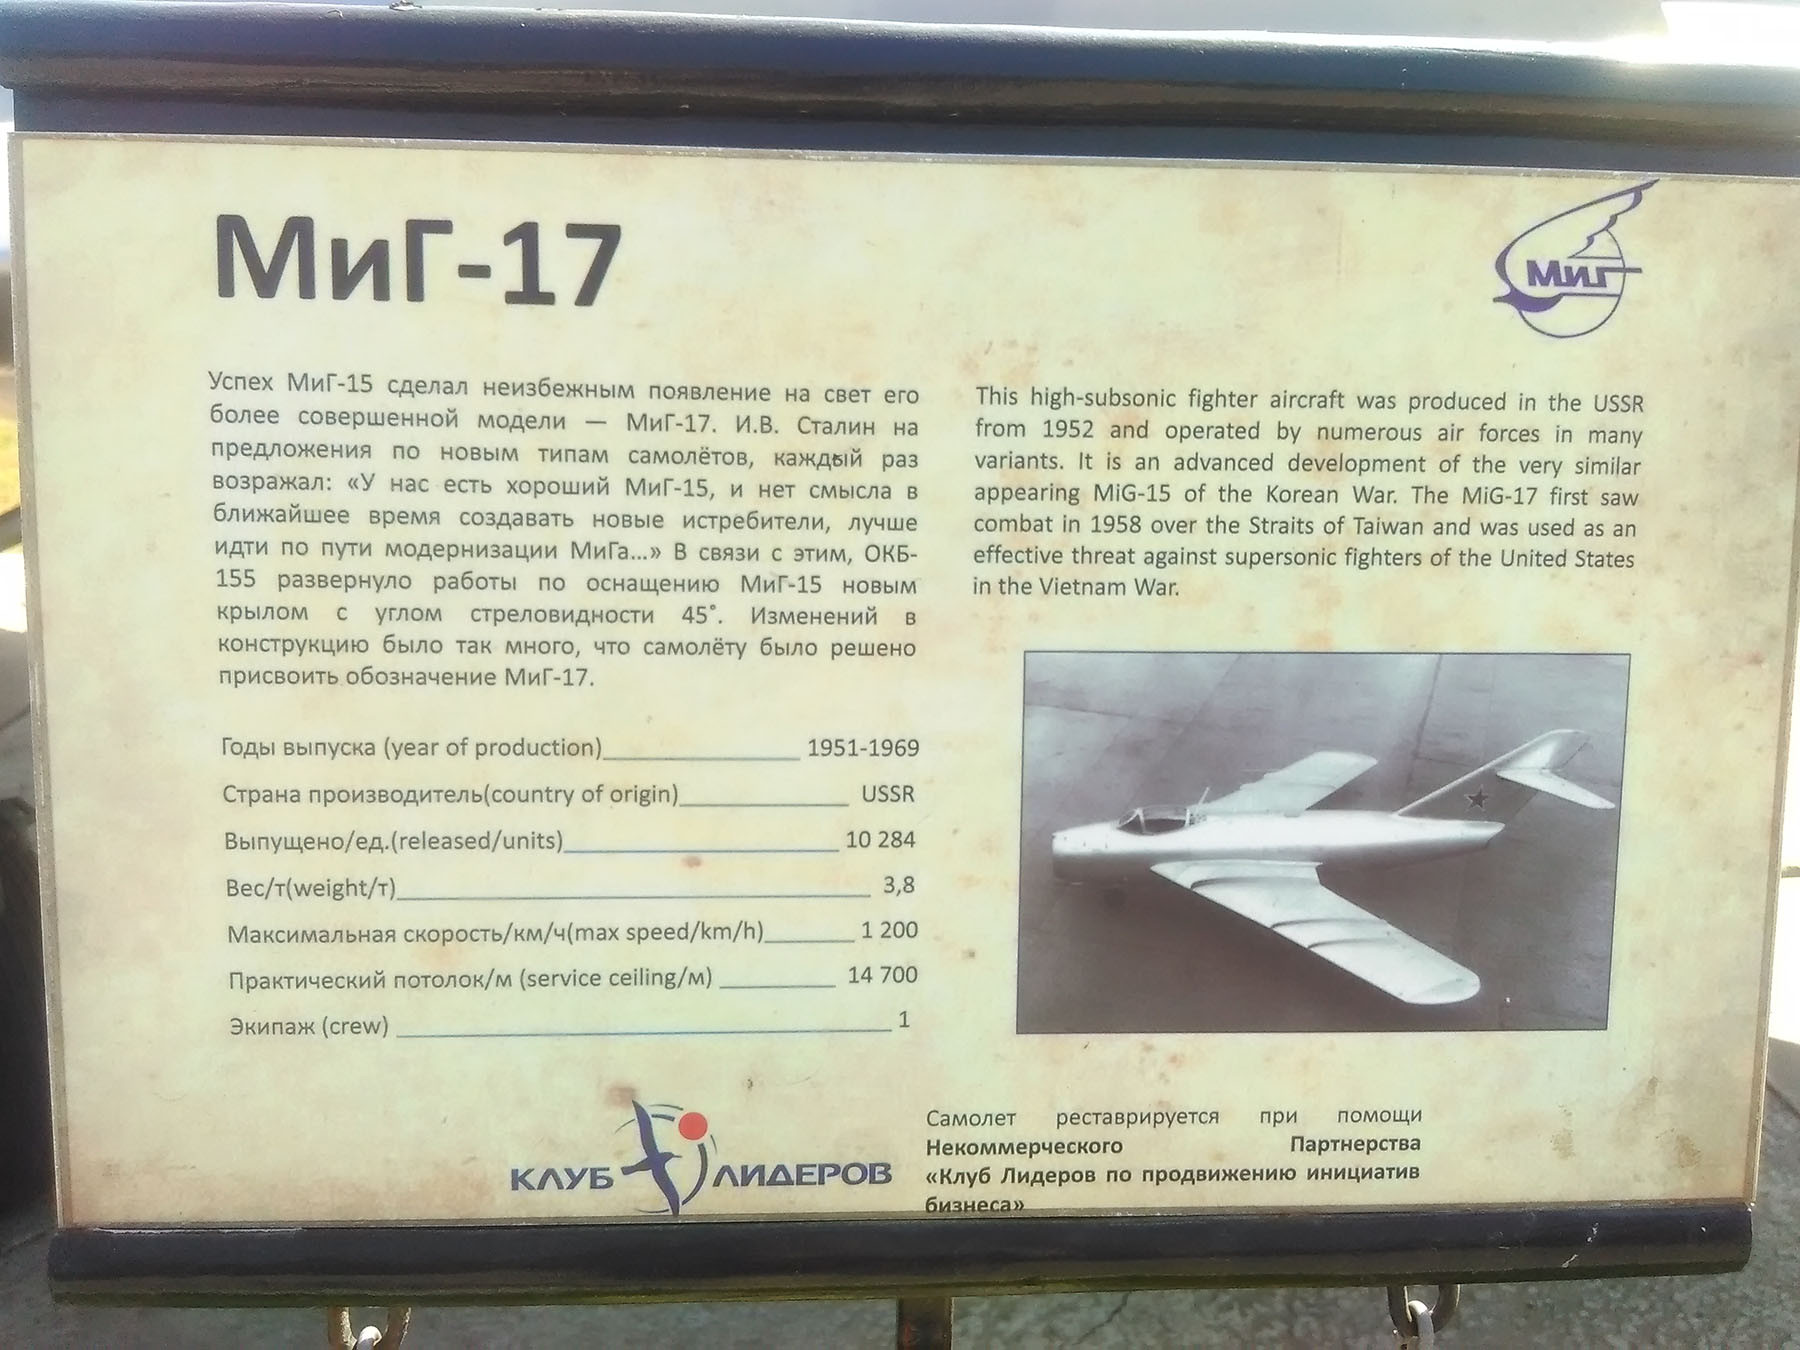 МиГ-17
МиГ
Успех МиГ-15 сделал неизбежным появление на свет его
более совершенной модели — МиГ-17. И.В. Сталин на
предложения по новым типам самолётов, каждый раз
возражал: «У нас есть хороший МиГ-15, и нет смысла в
ближайшее время создавать новые истребители, лучше
идти по пути модернизации МиГа...» В связи с этим, ОКБ-
155 развернуло работы по оснащению МиГ-15 новым
крылом с углом стреловидности 45°. Изменений в
конструкцию было так много, что самолёту было решено
присвоить обозначение МиГ-17.
This high-subsonic fighter aircraft was produced in the USSR
from 1952 and operated by numerous air forces in many
variants. It is an advanced development of the very similar
appearing MiG-15 of the Korean War. The MiG-17 first saw
combat in 1958 over the Straits of Taiwan and was used as an
effective threat against supersonic fighters of the United States
in the Vietnam War.
Годы выпуска (year of production)________________ 1951-1969
Страна производитель(country of origin)______________ USSR
Выпущено/ед.(released/units)______________________ 10 284
Вес/т(weight/т)_______________________________________ 3,8
Максимальная скорость/км/ч(max speed/km/h)_______ 1 200
Практический потолок/м (service ceiling/м) _________ 14 700
Экипаж (crew) ________________________________________ 1
КЛУБ ЛИДЕРОВ
Самолет реставрируется при помощи
Некоммерческого Партнерства
«Клуб Лидеров по продвижению инициатив
бизнеса»